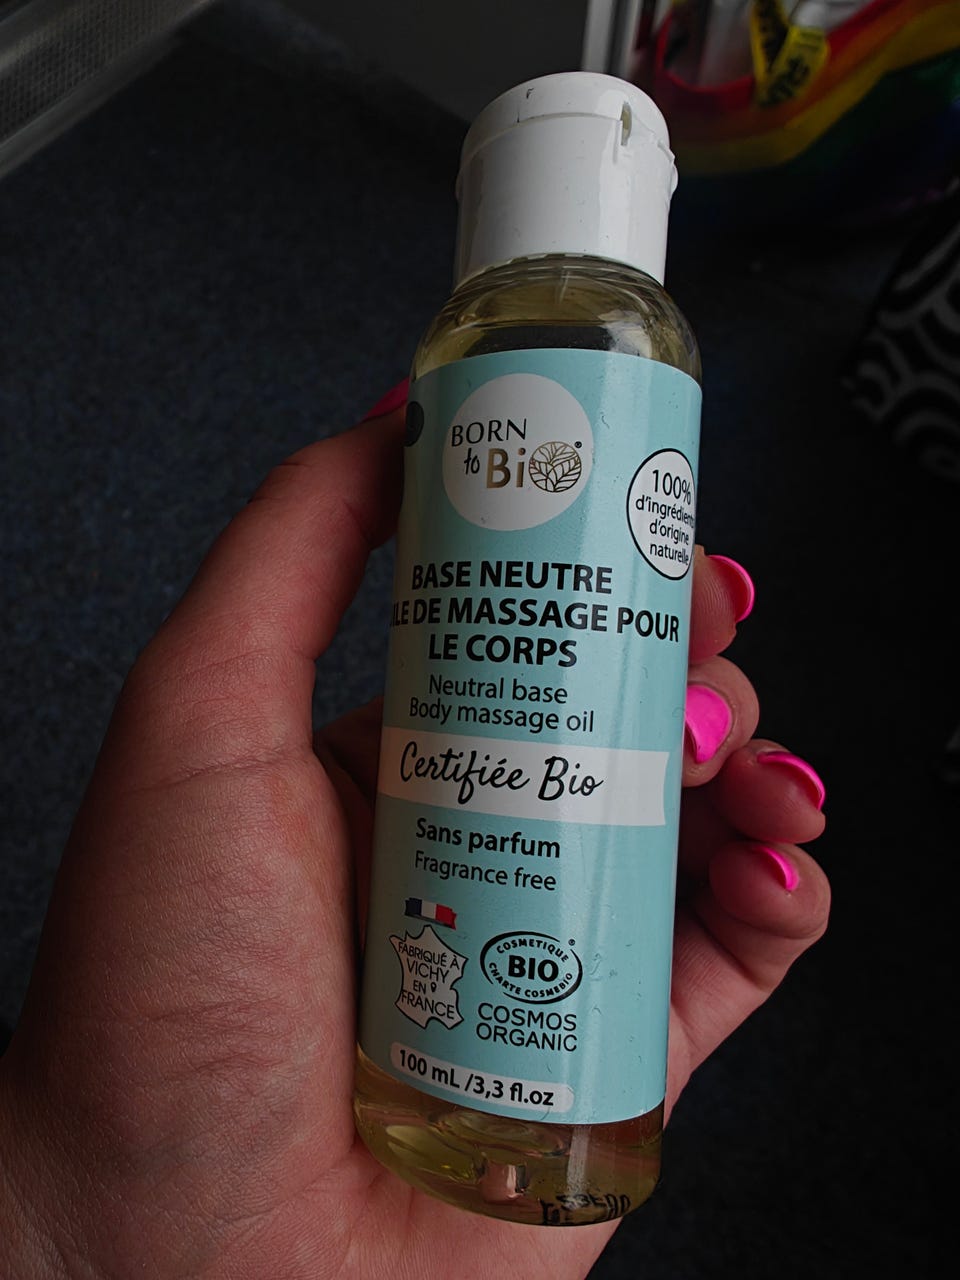 BORN
to Bio®
100%
d'ingrédients
d'origine
naturelle
BASE NEUTRE
ILE DE MASSAGE POUR
LE CORPS
Neutral base
Body massage oil
Certifiée Bio
Sans parfum
Fragrance free
FABRIQUÉ À
VICHY
EN
FRANCE
COSMETIQUE
BIO
CHARTE COSMEBIO
COSMOS
ORGANIC
100 mL /3,3 fl.oz